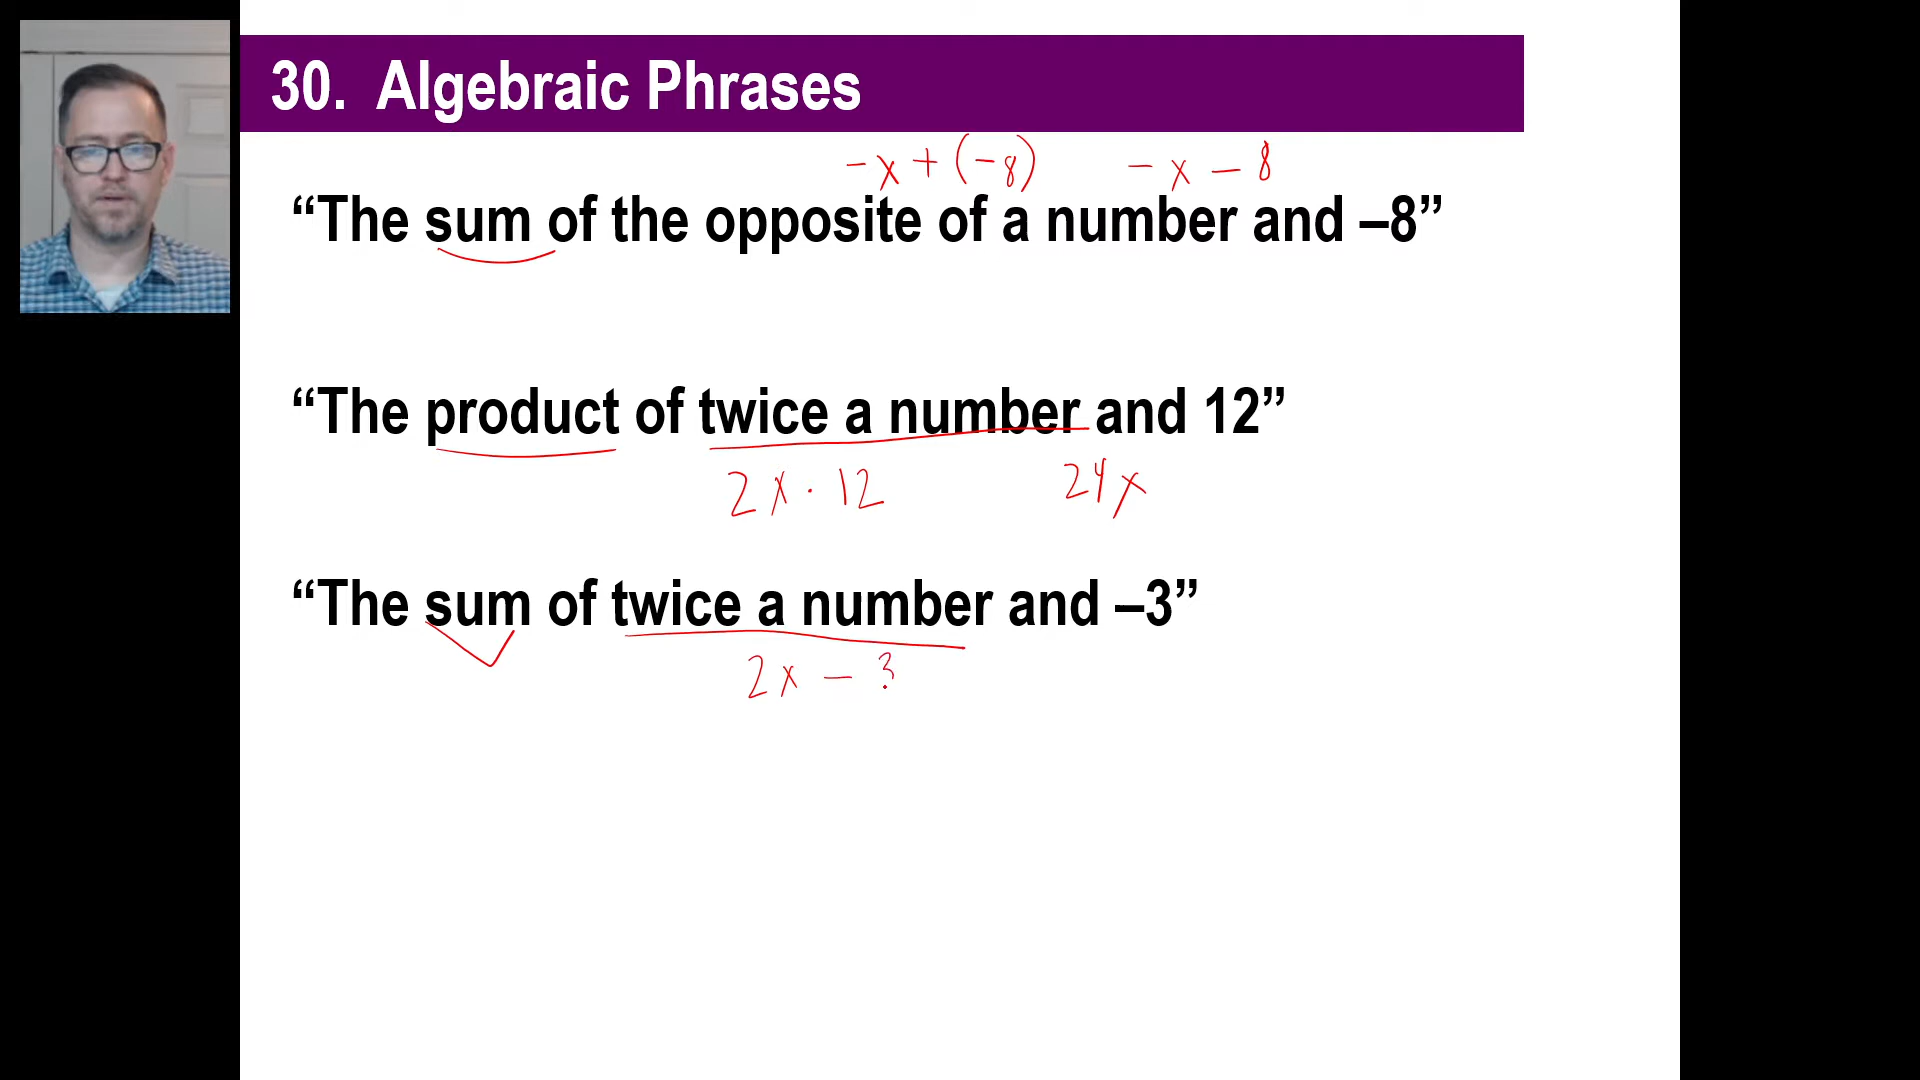 30. Algebraic Phrases
-x + (-8) -x - 8
“The sum of the opposite of a number and –8”
“The product of twice a number and 12”
2x · 12 24x
“The sum of twice a number and –3”
2x - 3